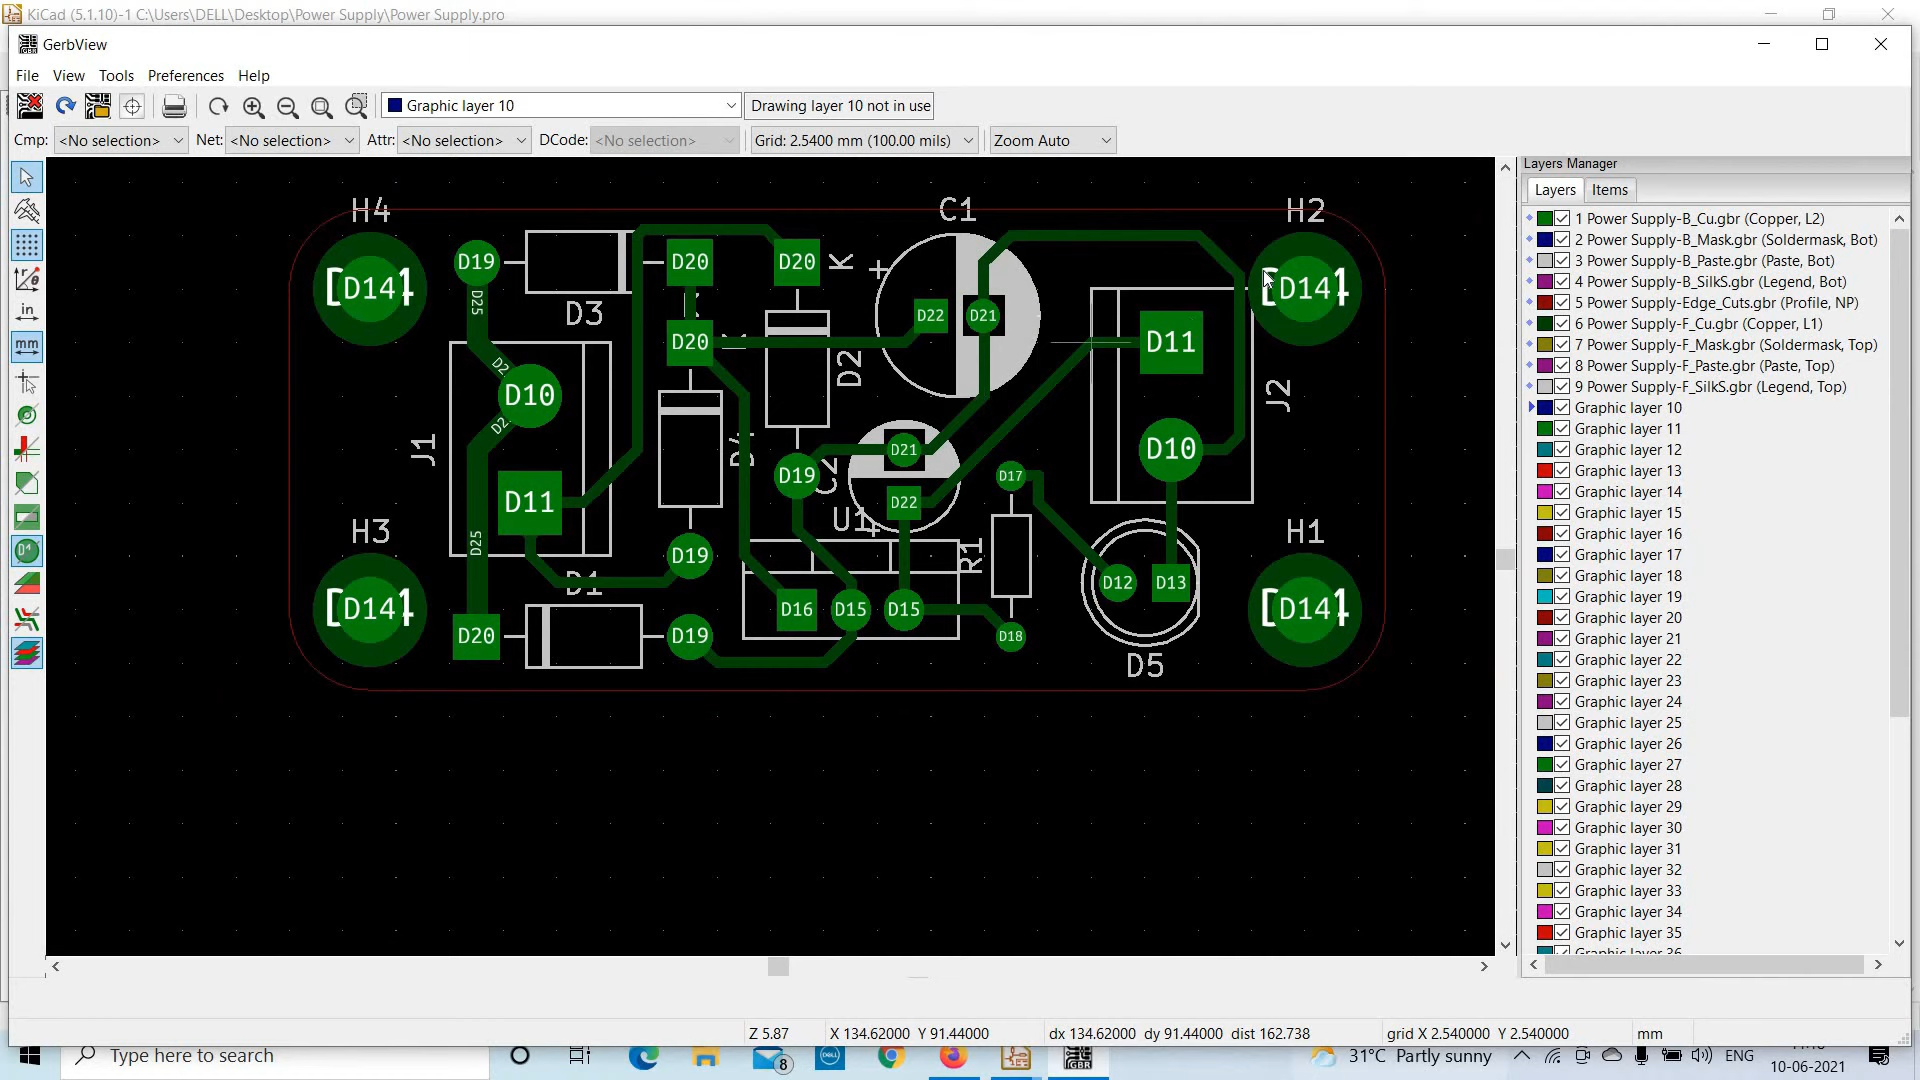 KiCad (5.1.10)-1 C:\Users\DELL\Desktop\Power Supply\Power Supply.pro
GerbView
File View Tools Preferences Help
Graphic layer 10
Drawing layer 10 not in use
Cmp: <No selection> Net: <No selection> Attr: <No selection> DCode: <No selection> Grid: 2.5400 mm (100.00 mils) Zoom Auto
Layers Manager
Layers Items
H4 C1 H2
D19 D20 D20 K
D3 D14 D14
D25 D22 D21
D20 D2 D11
D10 J2
J1 D4 D21 D10
D19 C2 D17
D11 D22
H3 U1 H1
D25 D19 R1
D1 D12 D13
D14 D16 D15 D15 D14
D20 D19 D18
D5
in
mm
1 Power Supply-B_Cu.gbr (Copper, L2)
2 Power Supply-B_Mask.gbr (Soldermask, Bot)
3 Power Supply-B_Paste.gbr (Paste, Bot)
4 Power Supply-B_SilkS.gbr (Legend, Bot)
5 Power Supply-Edge_Cuts.gbr (Profile, NP)
6 Power Supply-F_Cu.gbr (Copper, L1)
7 Power Supply-F_Mask.gbr (Soldermask, Top)
8 Power Supply-F_Paste.gbr (Paste, Top)
9 Power Supply-F_SilkS.gbr (Legend, Top)
Graphic layer 10
Graphic layer 11
Graphic layer 12
Graphic layer 13
Graphic layer 14
Graphic layer 15
Graphic layer 16
Graphic layer 17
Graphic layer 18
Graphic layer 19
Graphic layer 20
Graphic layer 21
Graphic layer 22
Graphic layer 23
Graphic layer 24
Graphic layer 25
Graphic layer 26
Graphic layer 27
Graphic layer 28
Graphic layer 29
Graphic layer 30
Graphic layer 31
Graphic layer 32
Graphic layer 33
Graphic layer 34
Graphic layer 35
Z 5.87 X 134.62000 Y 91.44000 dx 134.62000 dy 91.44000 dist 162.738 grid X 2.540000 Y 2.540000 mm
Type here to search
8
31°C Partly sunny
ENG
10-06-2021